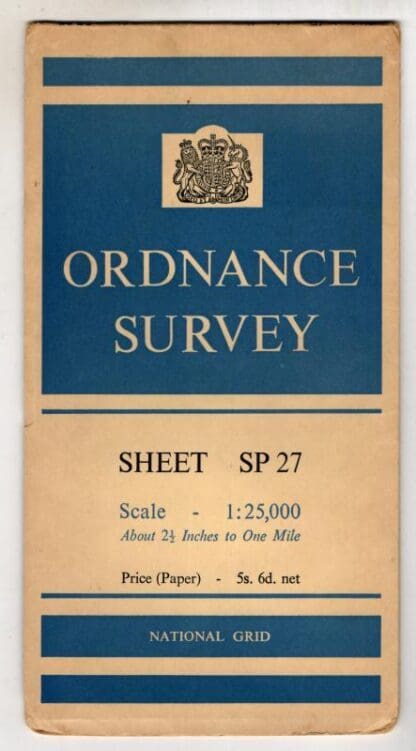 ORDNANCE
SURVEY
SHEET SP 27
Scale - 1:25,000
About 2½ Inches to One Mile
Price (Paper) - 5s. 6d. net
NATIONAL GRID